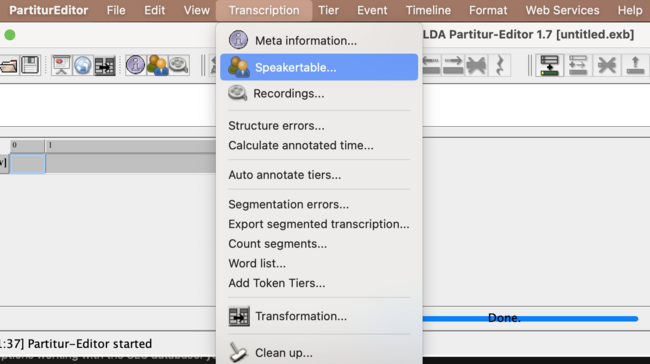 PartiturEditor File Edit View Transcription Tier Event Timeline Format Web Services Help
LDA Partitur-Editor 1.7 [untitled.exb]
Meta information...
Speakertable...
Recordings...
0 1
Structure errors...
Calculate annotated time...
Auto annotate tiers...
Segmentation errors...
Export segmented transcription...
Count segments...
Word list...
Add Token Tiers...
Transformation...
Done.
:37] Partitur-Editor started
Clean up...